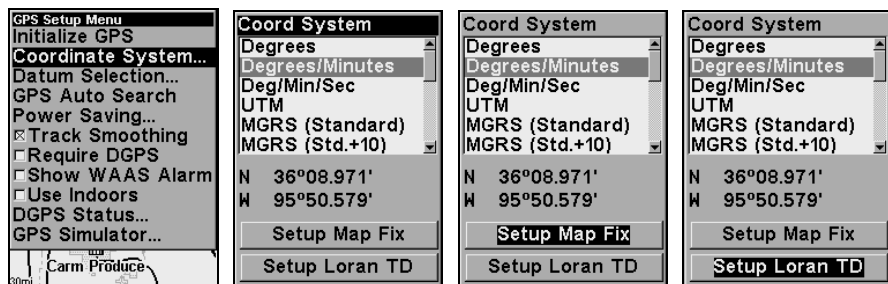 GPS Setup Menu
Initialize GPS
Coordinate System...
Datum Selection...
GPS Auto Search
Power Saving...
Track Smoothing
Require DGPS
Show WAAS Alarm
Use Indoors
DGPS Status...
GPS Simulator...
Carm Produce
30mi
Coord System
Degrees
Degrees/Minutes
Deg/Min/Sec
UTM
MGRS (Standard)
MGRS (Std.+10)
N 36º08.971'
W 95º50.579'
Setup Map Fix
Setup Loran TD
Coord System
Degrees
Degrees/Minutes
Deg/Min/Sec
UTM
MGRS (Standard)
MGRS (Std.+10)
N 36º08.971'
W 95º50.579'
Setup Map Fix
Setup Loran TD
Coord System
Degrees
Degrees/Minutes
Deg/Min/Sec
UTM
MGRS (Standard)
MGRS (Std.+10)
N 36º08.971'
W 95º50.579'
Setup Map Fix
Setup Loran TD